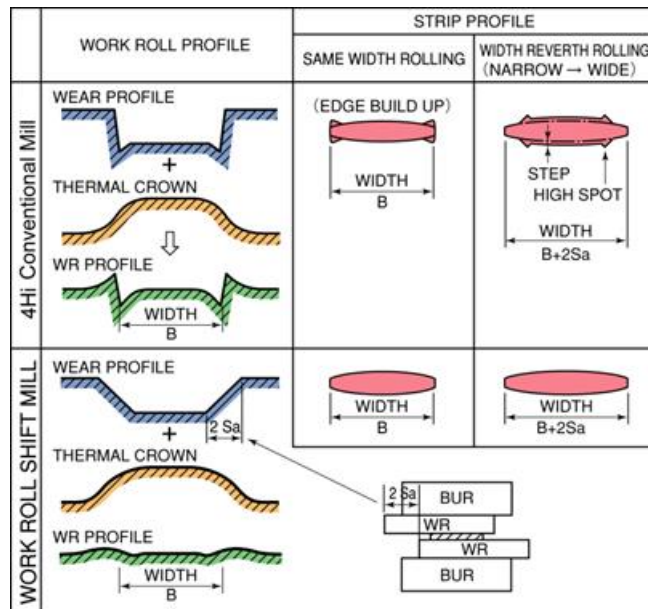 WORK ROLL PROFILE
STRIP PROFILE
SAME WIDTH ROLLING
WIDTH REVERTH ROLLING
(NARROW → WIDE)
4Hi Conventional Mill
WEAR PROFILE
+
THERMAL CROWN
WR PROFILE
WIDTH
B
(EDGE BUILD UP)
WIDTH
B
STEP
HIGH SPOT
WIDTH
B+2Sa
WORK ROLL SHIFT MILL
WEAR PROFILE
+
2 Sa
THERMAL CROWN
WR PROFILE
WIDTH
B
WIDTH
B
WIDTH
B+2Sa
2 Sa
BUR
WR
WR
BUR